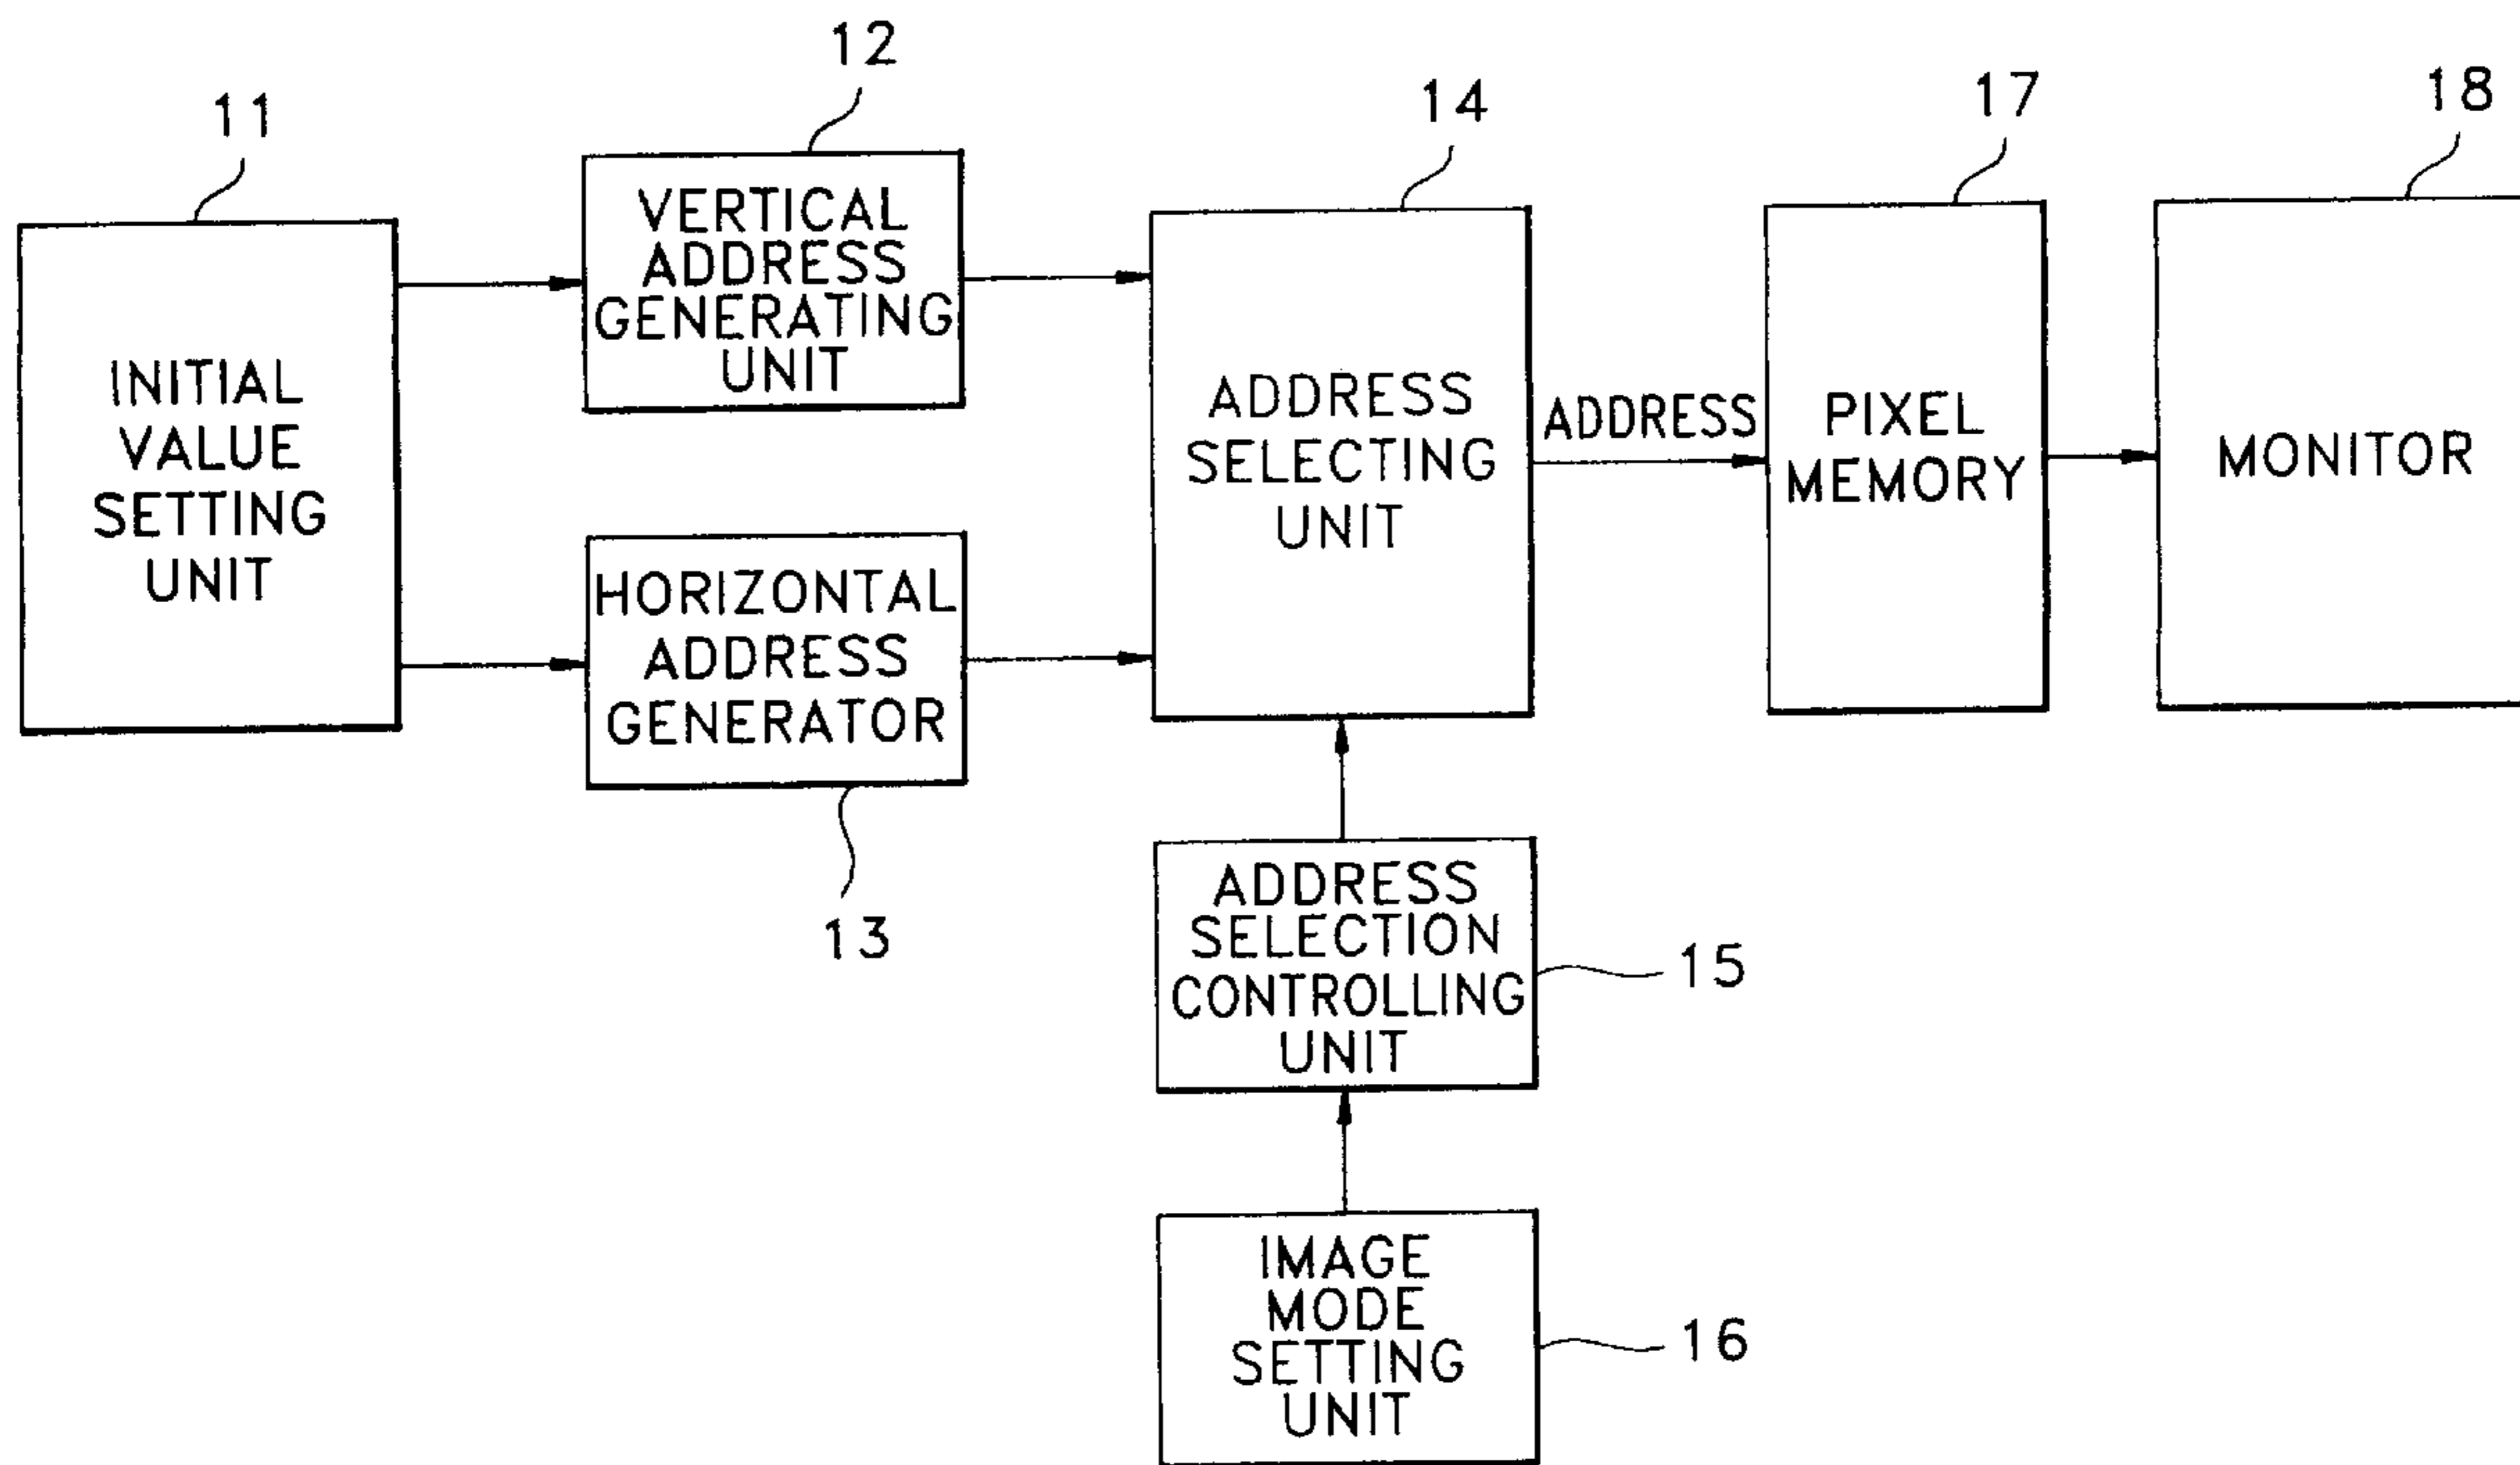 11
INITIAL
VALUE
SETTING
UNIT
12
VERTICAL
ADDRESS
GENERATING
UNIT
HORIZONTAL
ADDRESS
GENERATOR
13
14
ADDRESS
SELECTING
UNIT
ADDRESS
17
PIXEL
MEMORY
18
MONITOR
ADDRESS
SELECTION
CONTROLLING
UNIT
15
IMAGE
MODE
SETTING
UNIT
16